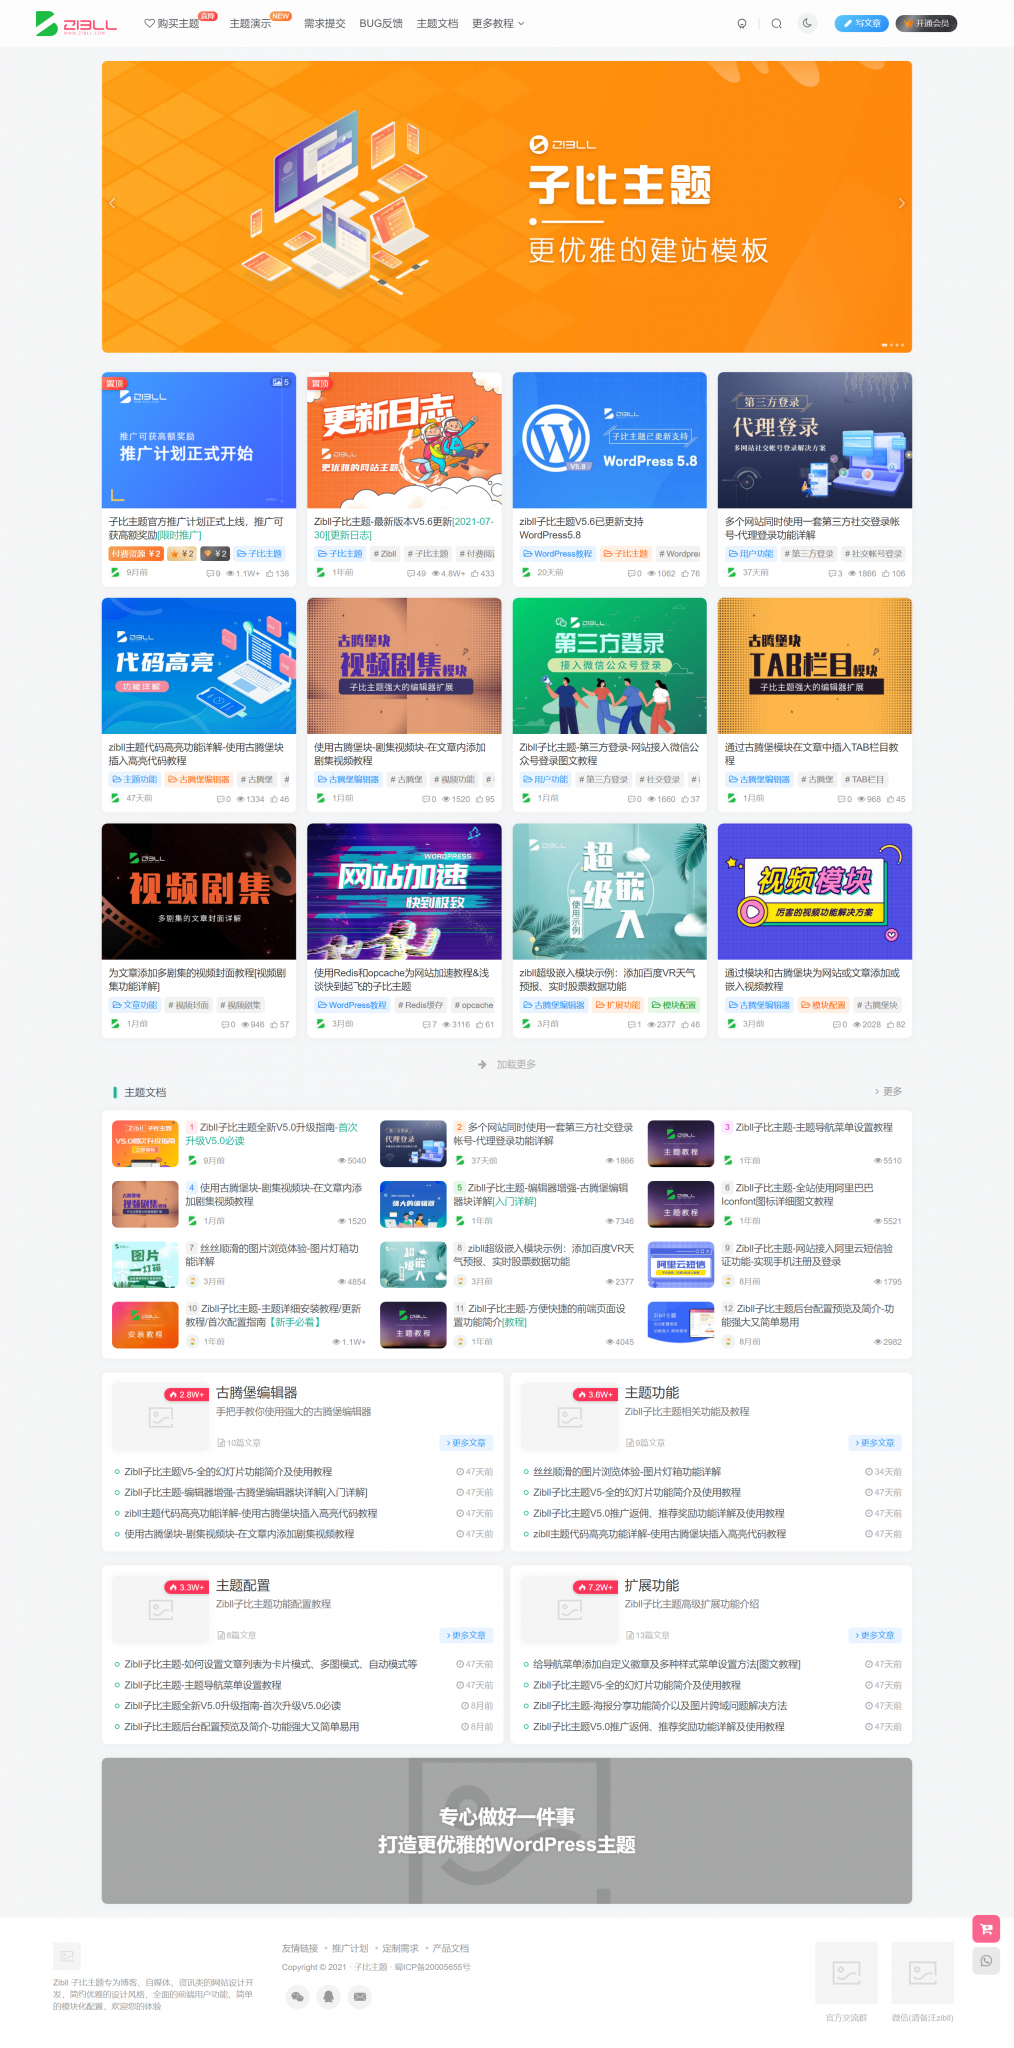 ZIBLL
WWW.ZIBLL.COM
购买主题 直降
主题演示 NEW
需求提交
BUG反馈
主题文档
更多教程
写文章
开通会员
ZIBLL
子比主题
更优雅的建站模板
置顶
5
ZIBLL
推广可获高额奖励
推广计划正式开始
子比主题官方推广计划正式上线，推广可
获高额奖励[限时推广]
付费资源 ¥2 ¥2 ¥2 子比主题
9月前 9 1.1W+ 138
置顶
更新日志
ZIBLL
更优雅的网站主题
Zibll子比主题-最新版本V5.6更新[2021-07-
30][更新日志]
子比主题 # Zibll # 子比主题 # 付费阅
1年前 49 4.8W+ 433
ZIBLL
子比主题已更新支持
V5.8
WordPress 5.8
zibll子比主题V5.6已更新支持
WordPress5.8
WordPress教程 子比主题 # Wordpre
20天前 0 1062 76
第三方登录
代理登录
多网站社交帐号登录解决方案
多个网站同时使用一套第三方社交登录帐
号-代理登录功能详解
用户功能 # 第三方登录 # 社交帐号登录
37天前 3 1866 106
ZIBLL
代码高亮
功能详解
zibll主题代码高亮功能详解-使用古腾堡块
插入高亮代码教程
主题功能 古腾堡编辑器 # 古腾堡 #
47天前 0 1334 46
古腾堡块
视频剧集模块
子比主题强大的编辑器扩展
使用古腾堡块-剧集视频块-在文章内添加
剧集视频教程
古腾堡编辑器 # 古腾堡 # 视频功能 #
1月前 0 1520 95
ZIBLL
第三方登录
接入微信公众号登录
Zibll子比主题-第三方登录-网站接入微信公
众号登录图文教程
用户功能 # 第三方登录 # 社交登录 #
1月前 0 1660 37
古腾堡块
TAB栏目模块
子比主题强大的编辑器扩展
通过古腾堡模块在文章中插入TAB栏目教
程
古腾堡编辑器 # 古腾堡 # TAB栏目
1月前 0 968 45
ZIBLL
视频剧集
多剧集的文章封面详解
为文章添加多剧集的视频封面教程[视频剧
集功能详解]
文章功能 # 视频封面 # 视频剧集
1月前 0 946 57
WORDPRESS
网站加速
快到极致
使用Redis和opcache为网站加速教程&浅
谈快到起飞的子比主题
WordPress教程 # Redis缓存 # opcache
3月前 7 3116 61
ZIBLL
超级嵌入
使用示例
zibll超级嵌入模块示例：添加百度VR天气
预报、实时股票数据功能
古腾堡编辑器 扩展功能 模块配置
3月前 1 2377 46
视频模块
厉害的视频功能解决方案
通过模块和古腾堡为网站或文章添加或
嵌入视频教程
古腾堡编辑器 模块配置 # 古腾堡块
3月前 0 2028 82
加载更多
主题文档
更多
V5.0首次升级指南
1 Zibll子比主题全新V5.0升级指南-首次
升级V5.0必读
9月前 5040
代理登录
2 多个网站同时使用一套第三方社交登录
帐号-代理登录功能详解
37天前 1866
ZIBLL
主题教程
3 Zibll子比主题-主题导航菜单设置教程
1年前 5510
视频剧集模块
4 使用古腾堡块-剧集视频块-在文章内添
加剧集视频教程
1月前 1520
强大的编辑器
5 Zibll子比主题-编辑器增强-古腾堡编辑
器块详解[入门详解]
1年前 7346
ZIBLL
主题教程
6 Zibll子比主题-全站使用阿里巴巴
Iconfont图标详细图文教程
1年前 5521
图片
灯箱
7 丝丝顺滑的图片浏览体验-图片灯箱功
能详解
3月前 4854
超级嵌入
8 zibll超级嵌入模块示例：添加百度VR天
气预报、实时股票数据功能
3月前 2377
阿里云短信
9 Zibll子比主题-网站接入阿里云短信验
证功能-实现手机注册及登录
8月前 1795
ZIBLL
安装教程
10 Zibll子比主题-主题详细安装教程/更新
教程/首次配置指南【新手必看】
1年前 1.1W+
ZIBLL
主题教程
11 Zibll子比主题-方便快捷的前端页面设
置功能简介[教程]
1年前 4045
12 Zibll子比主题后台配置预览及简介-功
能强大又简单易用
8月前 2982
2.8W+
古腾堡编辑器
手把手教你使用强大的古腾堡编辑器
10篇文章
更多文章
Zibll子比主题V5-全的幻灯片功能简介及使用教程 47天前
Zibll子比主题-编辑器增强-古腾堡编辑器块详解[入门详解] 47天前
zibll主题代码高亮功能详解-使用古腾堡块插入高亮代码教程 47天前
使用古腾堡块-剧集视频块-在文章内添加剧集视频教程 47天前
3.6W+
主题功能
Zibll子比主题相关功能及教程
9篇文章
更多文章
丝丝顺滑的图片浏览体验-图片灯箱功能详解 34天前
Zibll子比主题V5-全的幻灯片功能简介及使用教程 47天前
Zibll子比主题V5.0推广返佣、推荐奖励功能详解及使用教程 47天前
zibll主题代码高亮功能详解-使用古腾堡块插入高亮代码教程 47天前
3.3W+
主题配置
Zibll子比主题功能配置教程
8篇文章
更多文章
Zibll子比主题-如何设置文章列表为卡片模式、多图模式、自动模式等 47天前
Zibll子比主题-主题导航菜单设置教程 47天前
Zibll子比主题全新V5.0升级指南-首次升级V5.0必读 8月前
Zibll子比主题后台配置预览及简介-功能强大又简单易用 8月前
7.2W+
扩展功能
Zibll子比主题高级扩展功能介绍
13篇文章
更多文章
给导航菜单添加自定义徽章及多种样式菜单设置方法[图文教程] 47天前
Zibll子比主题V5-全的幻灯片功能简介及使用教程 47天前
Zibll子比主题-海报分享功能简介以及图片跨域问题解决方法 47天前
Zibll子比主题V5.0推广返佣、推荐奖励功能详解及使用教程 47天前
专心做好一件事
打造更优雅的WordPress主题
Zibll 子比主题专为博客、自媒体、资讯类的网站设计开
发，简约优雅的设计风格，全面的前端用户功能，简单
的模块化配置，欢迎您的体验
友情链接 推广计划 定制需求 产品文档
Copyright © 2021 · 子比主题 · 蜀ICP备20005655号
官方交流群
微信(请备注zibll)